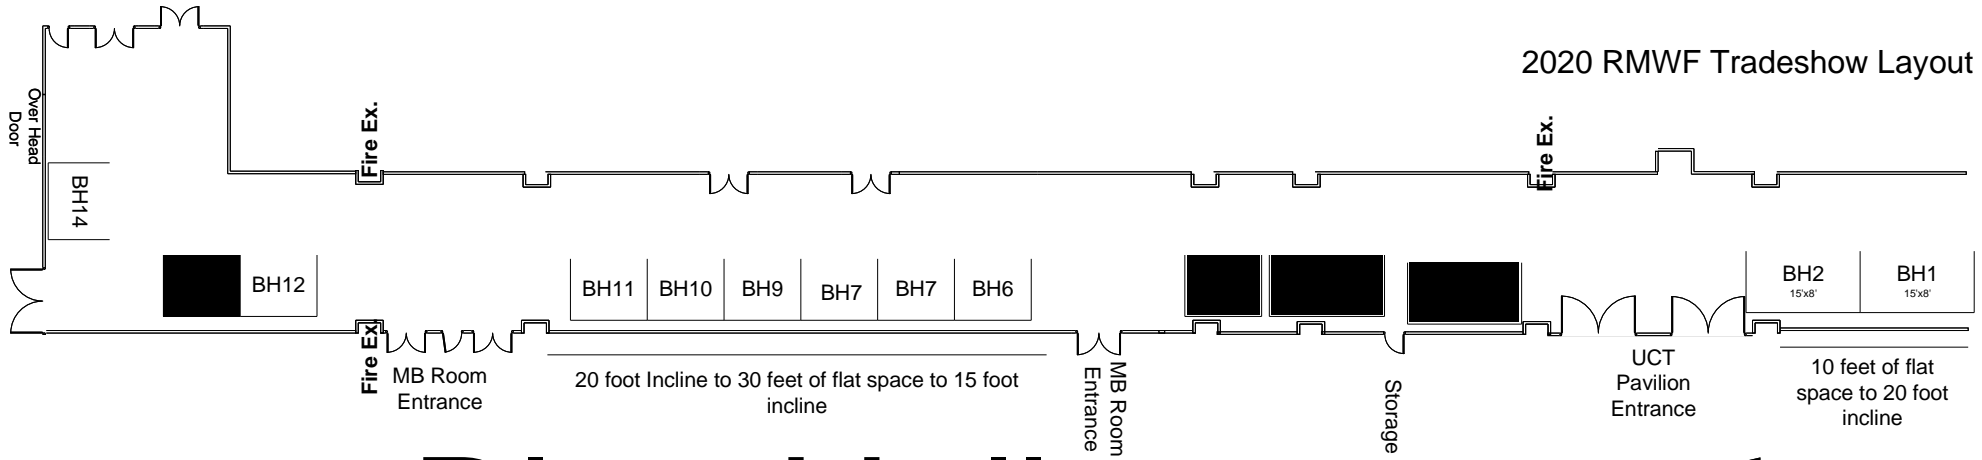 2020 RMWF Tradeshow Layout
Over Head
Door
Fire Ex.
Fire Ex.
BH14
BH12
BH11
BH10
BH9
BH7
BH7
BH6
BH2
15'x8'
BH1
15'x8'
Fire Ex.
MB Room
Entrance
20 foot Incline to 30 feet of flat space to 15 foot
incline
MB Room
Entrance
Storage
UCT
Pavilion
Entrance
10 feet of flat
space to 20 foot
incline